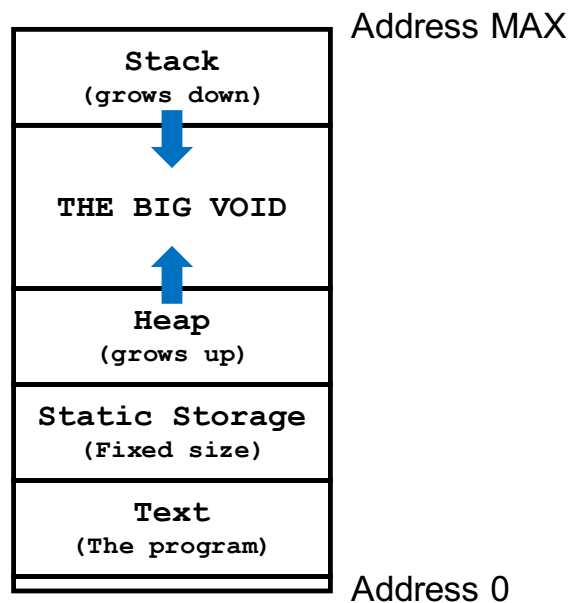 Address MAX
Stack
(grows down)
THE BIG VOID
Heap
(grows up)
Static Storage
(Fixed size)
Text
(The program)
Address 0